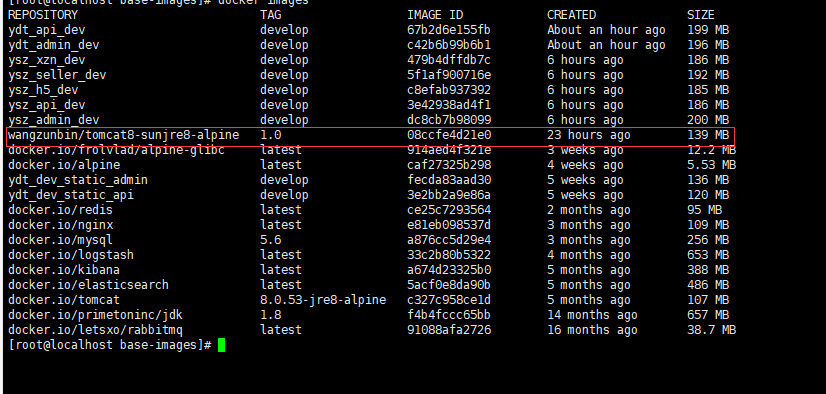 [root@localhost base-images]# docker images
REPOSITORY TAG IMAGE ID CREATED SIZE
ydt_api_dev develop 67b2d6e155fb About an hour ago 199 MB
ydt_admin_dev develop c42b6b99b6b1 About an hour ago 196 MB
ysz_xzn_dev develop 479b4dffdb7c 6 hours ago 186 MB
ysz_seller_dev develop 5f1af900716e 6 hours ago 192 MB
ysz_h5_dev develop c8efab937392 6 hours ago 185 MB
ysz_api_dev develop 3e42938ad4f1 6 hours ago 186 MB
ysz_admin_dev develop dc8cb7b98099 6 hours ago 200 MB
wangzunbin/tomcat8-sunjre8-alpine 1.0 08ccfe4d21e0 23 hours ago 139 MB
docker.io/frolvlad/alpine-glibc latest 914aed4f321e 3 weeks ago 12.2 MB
docker.io/alpine latest caf27325b298 4 weeks ago 5.53 MB
ydt_dev_static_admin develop fecda83aad30 5 weeks ago 136 MB
ydt_dev_static_api develop 3e2bb2a9e86a 5 weeks ago 120 MB
docker.io/redis latest ce25c7293564 2 months ago 95 MB
docker.io/nginx latest e81eb098537d 3 months ago 109 MB
docker.io/mysql 5.6 a876cc5d29e4 3 months ago 256 MB
docker.io/logstash latest 33c2b80b5322 4 months ago 653 MB
docker.io/kibana latest a674d23325b0 5 months ago 388 MB
docker.io/elasticsearch latest 5acf0e8da90b 5 months ago 486 MB
docker.io/tomcat 8.0.53-jre8-alpine c327c958ce1d 5 months ago 107 MB
docker.io/primetoninc/jdk 1.8 f4b4fccc65bb 14 months ago 657 MB
docker.io/letsxo/rabbitmq latest 91088afa2726 16 months ago 38.7 MB
[root@localhost base-images]#